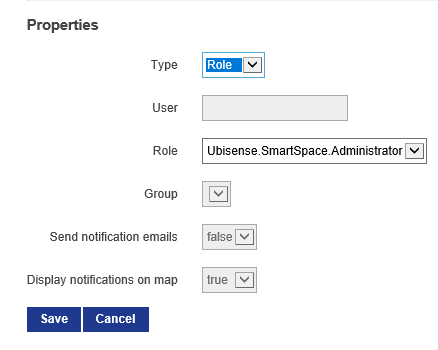 Properties
Type Role
User
Role Ubisense.SmartSpace.Administrator
Group
Send notification emails false
Display notifications on map true
Save Cancel